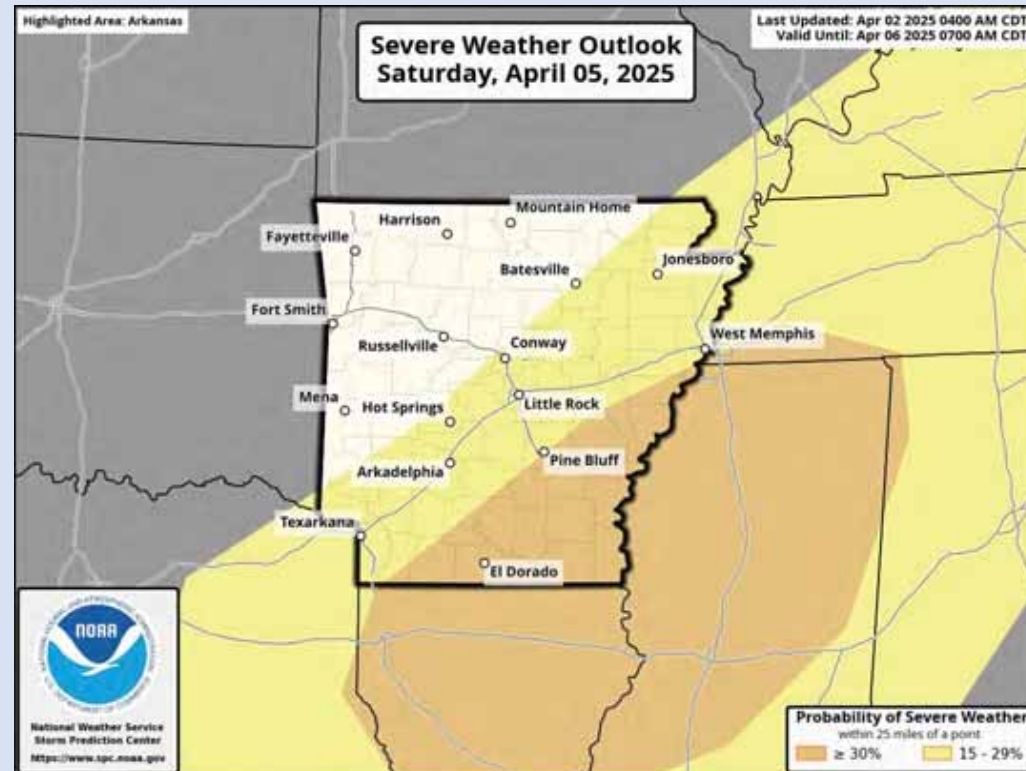 Highlighted Area: Arkansas
Severe Weather Outlook
Saturday, April 05, 2025
Last Updated: Apr 02 2025 0400 AM CDT
Valid Until: Apr 06 2025 0700 AM CDT
Mountain Home
Harrison
Fayetteville
Jonesboro
Batesville
Fort Smith
West Memphis
Conway
Russellville
Mena
Hot Springs
Little Rock
Pine Bluff
Arkadelphia
Texarkana
El Dorado
NOAA
National Weather Service
Storm Prediction Center
https://www.spc.noaa.gov
Probability of Severe Weather
within 25 miles of a point
≥ 30%
15 - 29%